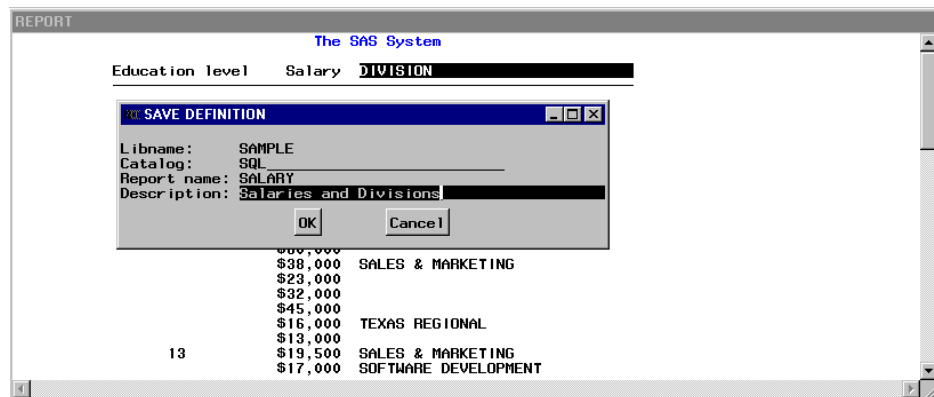 REPORT
The SAS System
Education level Salary DIVISION
SAVE DEFINITION
Libname: SAMPLE
Catalog: SQL
Report name: SALARY
Description: Salaries and Divisions
OK Cancel
$38,000 SALES & MARKETING
$23,000
$32,000
$45,000
$16,000 TEXAS REGIONAL
$13,000
13 $19,500 SALES & MARKETING
$17,000 SOFTWARE DEVELOPMENT